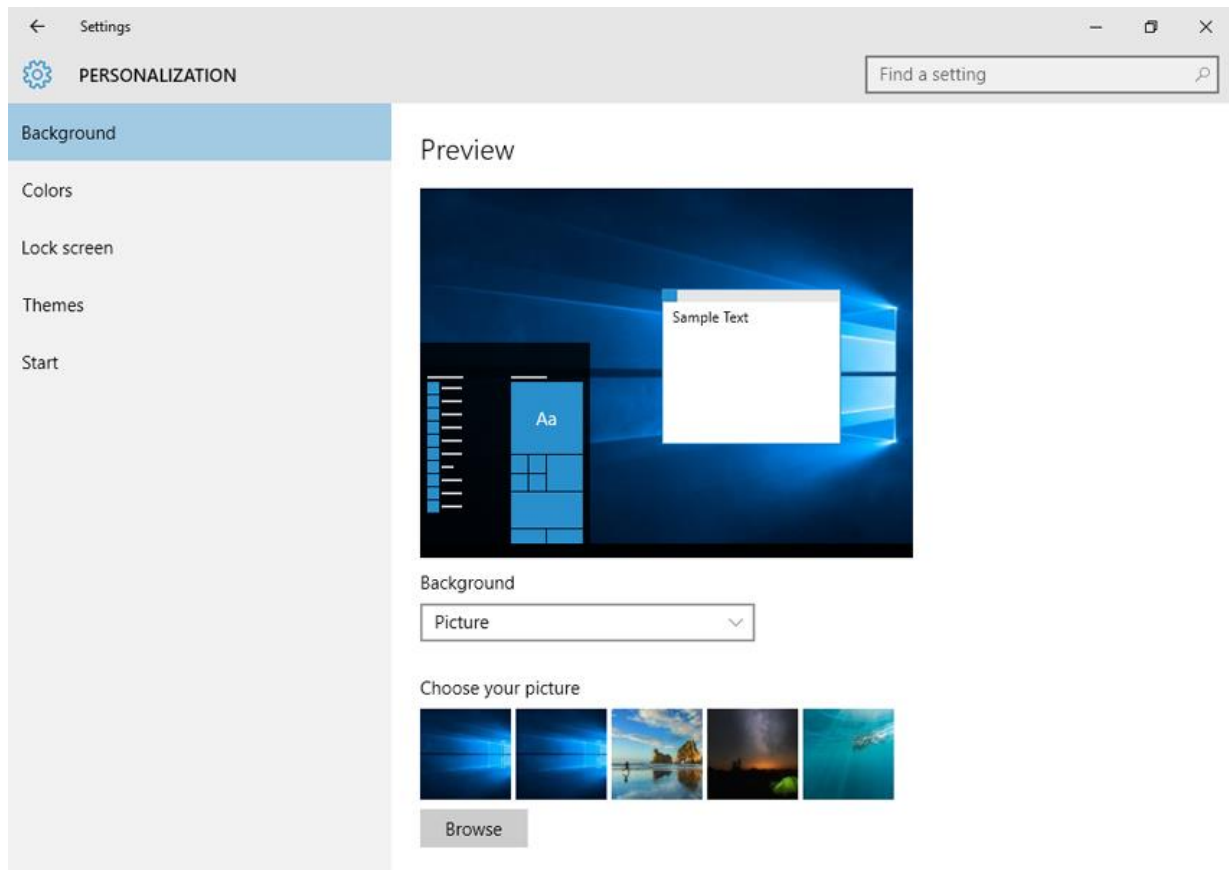 Settings
PERSONALIZATION
Find a setting
Background
Colors
Lock screen
Themes
Start
Preview
Sample Text
Aa
Background
Picture
Choose your picture
Browse